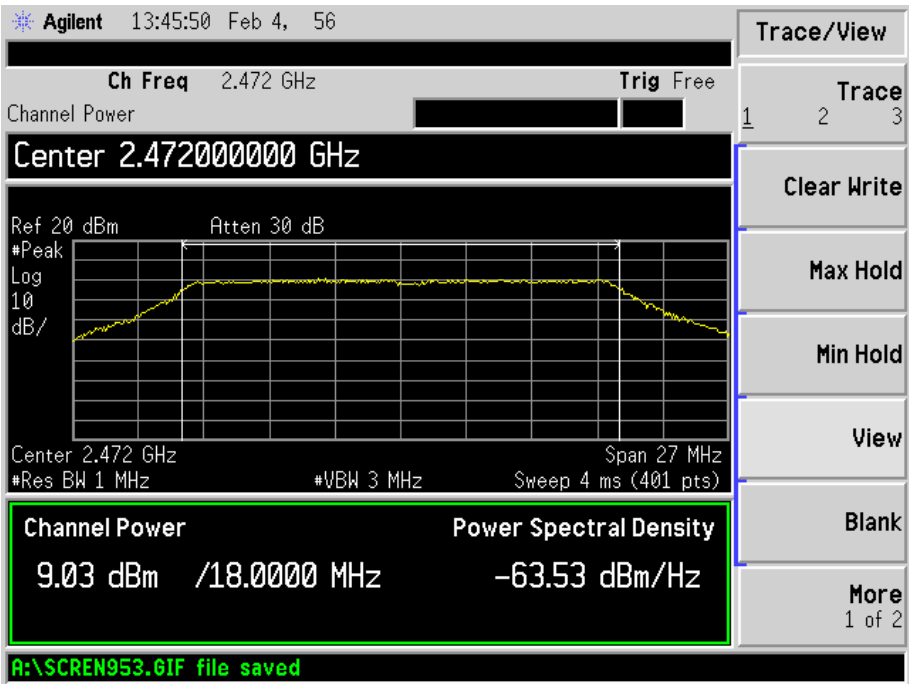 Agilent 13:45:50 Feb 4, 56
Trace/View
Ch Freq 2.472 GHz Trig Free
Channel Power
Trace
1 2 3
Center 2.472000000 GHz
Clear Write
Ref 20 dBm Atten 30 dB
#Peak
Log
10
dB/
Max Hold
Min Hold
View
Center 2.472 GHz Span 27 MHz
#Res BW 1 MHz #VBW 3 MHz Sweep 4 ms (401 pts)
Blank
Channel Power Power Spectral Density
9.03 dBm /18.0000 MHz -63.53 dBm/Hz
More
1 of 2
A:\SCREN953.GIF file saved